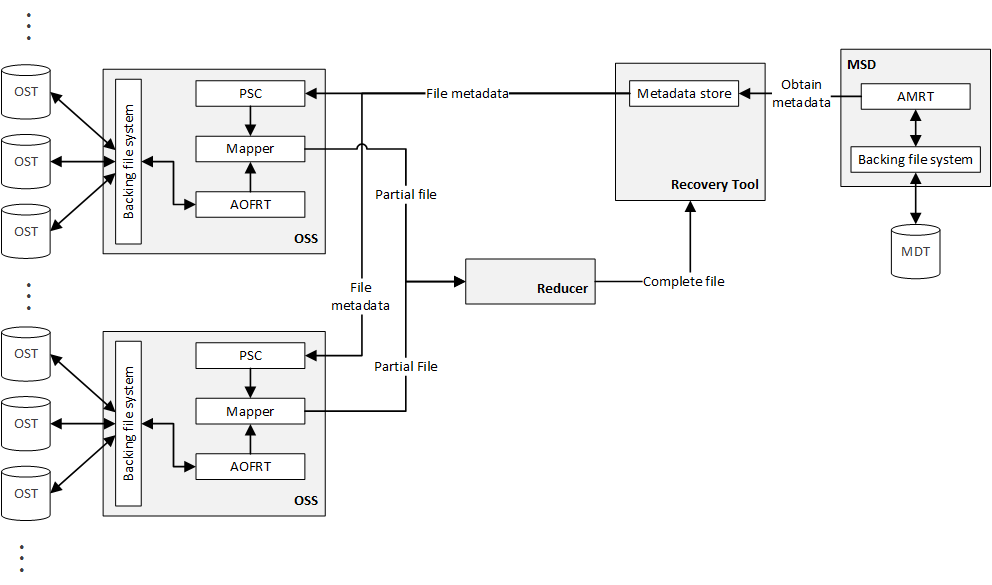 OST
OST
OST
Backing file system
PSC
Mapper
AOFRT
OSS
File metadata
Partial file
File
metadata
Partial File
Metadata store
Recovery Tool
Obtain
metadata
MSD
AMRT
Backing file system
MDT
Reducer
Complete file
OST
OST
OST
Backing file system
PSC
Mapper
AOFRT
OSS